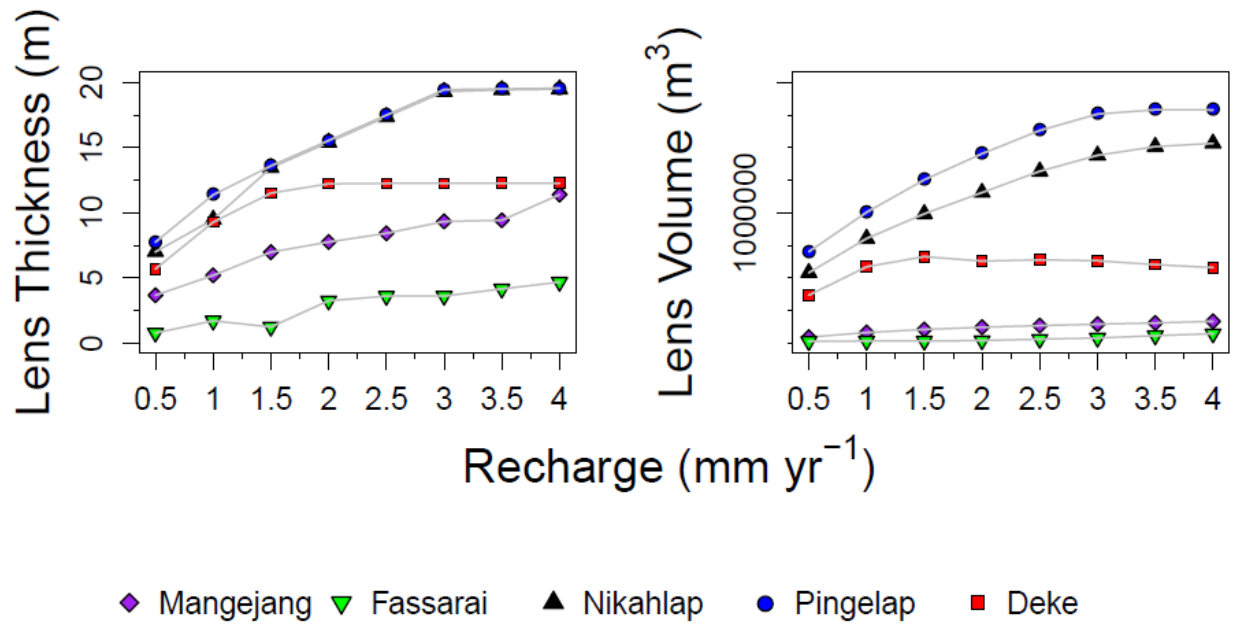 Lens Thickness (m)
20
15
10
5
0
0.5 1 1.5 2 2.5 3 3.5 4
Lens Volume (m³)
1000000
0.5 1 1.5 2 2.5 3 3.5 4
Recharge (mm yr⁻¹)
Mangejang Fassarai Nikahlap Pingelap Deke